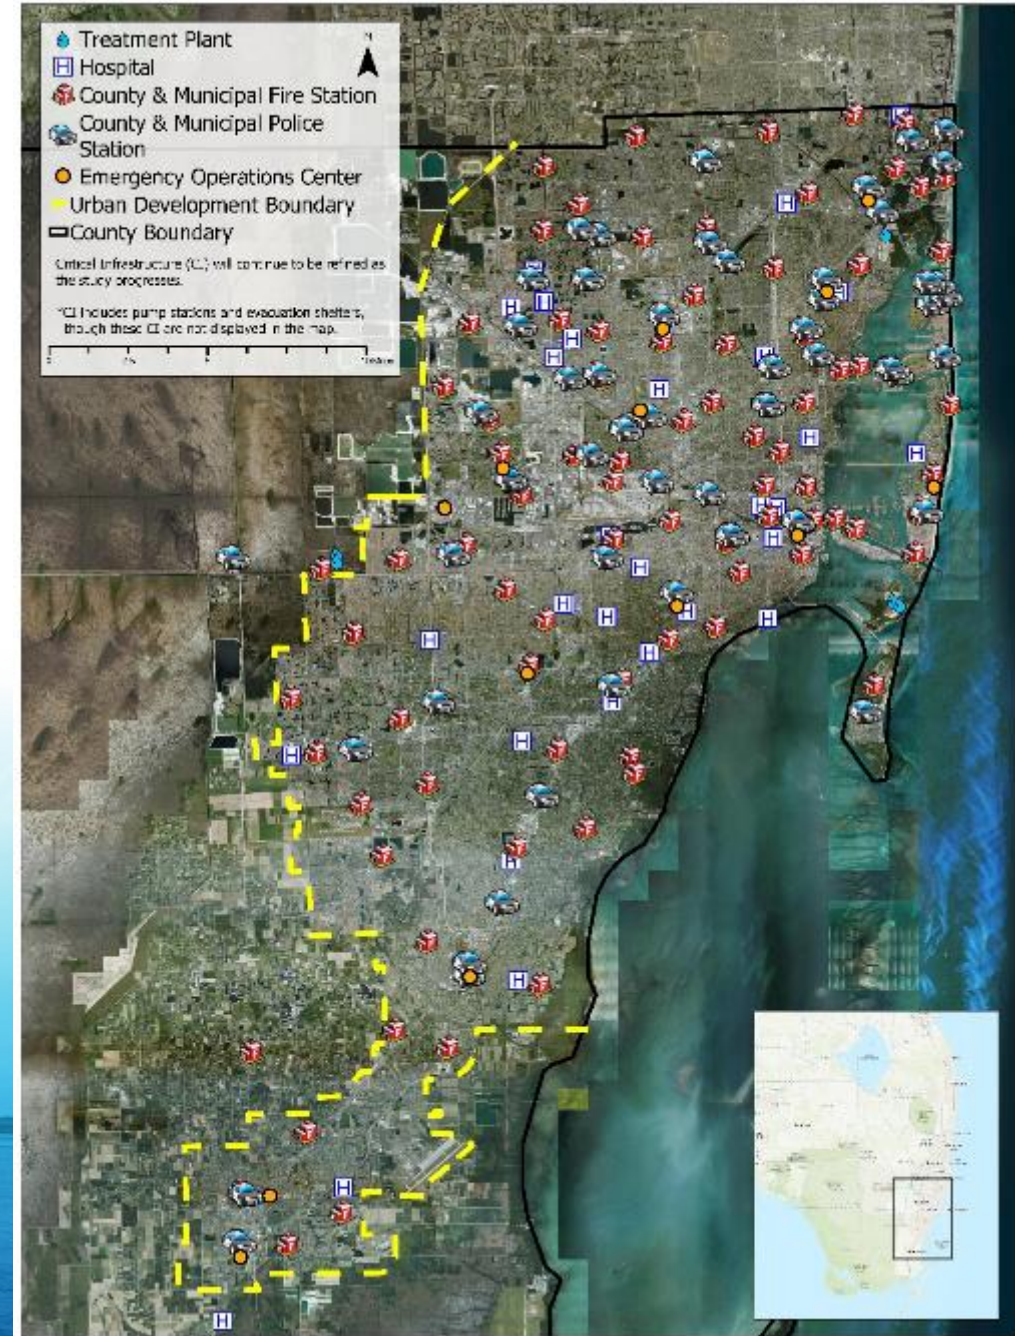 N
Treatment Plant
H Hospital
F County & Municipal Fire Station
County & Municipal Police
Station
Emergency Operations Center
Urban Development Boundary
County Boundary
Critical Infrastructure (CI) will continue to be refined as
the study progresses.
*CI includes pump stations and evacuation shelters,
though these CI are not displayed in the map.